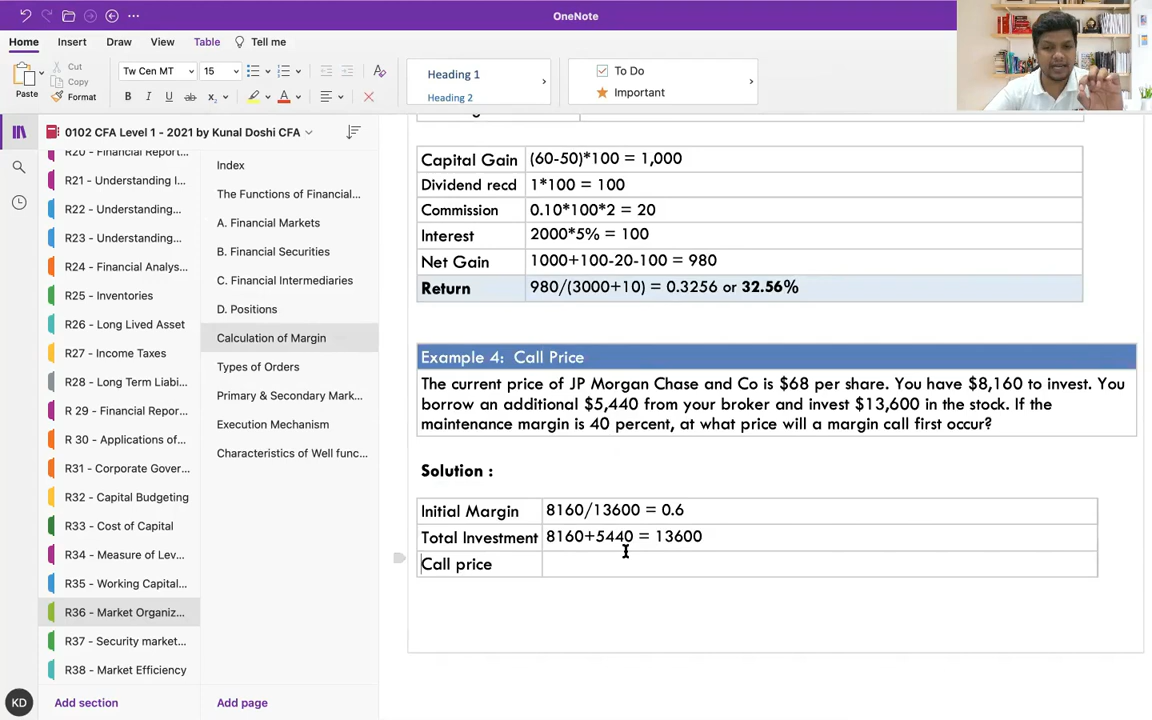 OneNote
Home
Insert
Draw
View
Table
Tell me
Paste
Cut
Copy
Format
Tw Cen MT
15
B I U ab x₂ A
Heading 1
Heading 2
To Do
Important
0102 CFA Level 1 - 2021 by Kunal Doshi CFA
R20 - Financial Report...
R21 - Understanding I...
R22 - Understanding...
R23 - Understanding...
R24 - Financial Analys...
R25 - Inventories
R26 - Long Lived Asset
R27 - Income Taxes
R28 - Long Term Liabi...
R 29 - Financial Repor...
R 30 - Applications of...
R31 - Corporate Gover...
R32 - Capital Budgeting
R33 - Cost of Capital
R34 - Measure of Lev...
R35 - Working Capital...
R36 - Market Organiz...
R37 - Security market...
R38 - Market Efficiency
KD
Add section
Index
The Functions of Financial...
A. Financial Markets
B. Financial Securities
C. Financial Intermediaries
D. Positions
Calculation of Margin
Types of Orders
Primary & Secondary Mark...
Execution Mechanism
Characteristics of Well func...
Add page
Capital Gain (60-50)*100 = 1,000
Dividend recd 1*100 = 100
Commission 0.10*100*2 = 20
Interest 2000*5% = 100
Net Gain 1000+100-20-100 = 980
Return 980/(3000+10) = 0.3256 or 32.56%
Example 4: Call Price
The current price of JP Morgan Chase and Co is $68 per share. You have $8,160 to invest. You
borrow an additional $5,440 from your broker and invest $13,600 in the stock. If the
maintenance margin is 40 percent, at what price will a margin call first occur?
Solution :
Initial Margin 8160/13600 = 0.6
Total Investment 8160+5440 = 13600
Call price